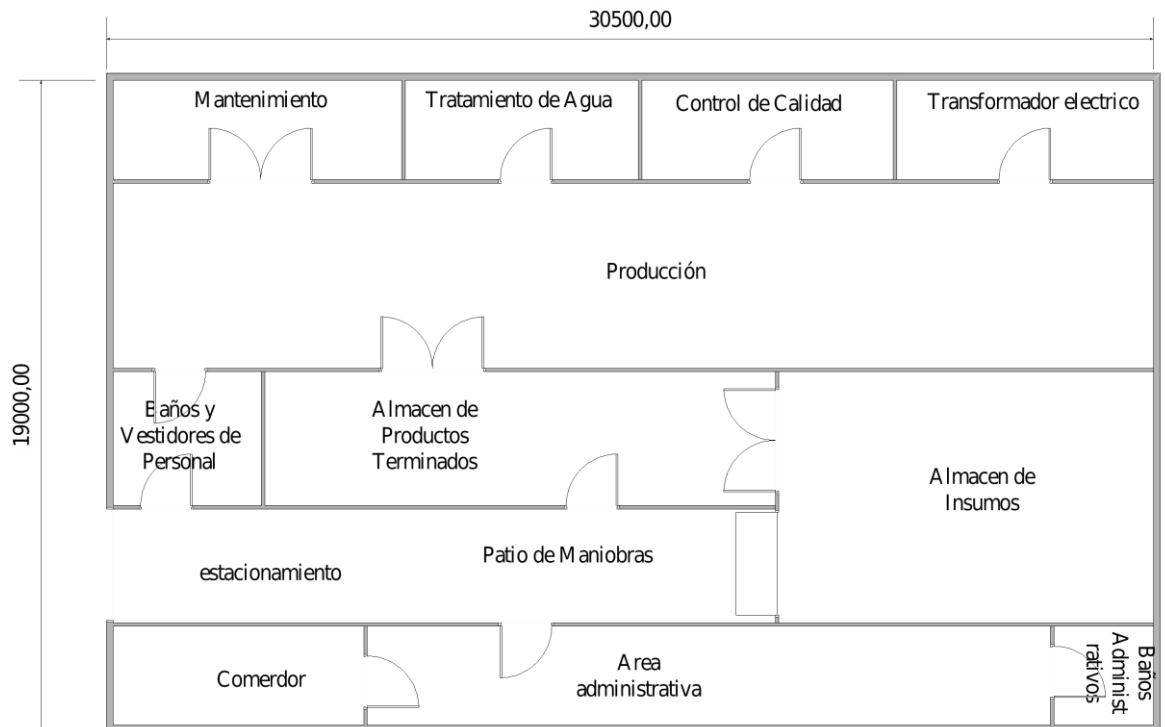 30500,00
Mantenimiento
Tratamiento de Agua
Control de Calidad
Transformador electrico
Producción
19000,00
Baños y
Vestidores de
Personal
Almacen de
Productos
Terminados
Almacen de
Insumos
Patio de Maniobras
estacionamiento
Comerdor
Area
administrativa
Baños
Administ
rativos